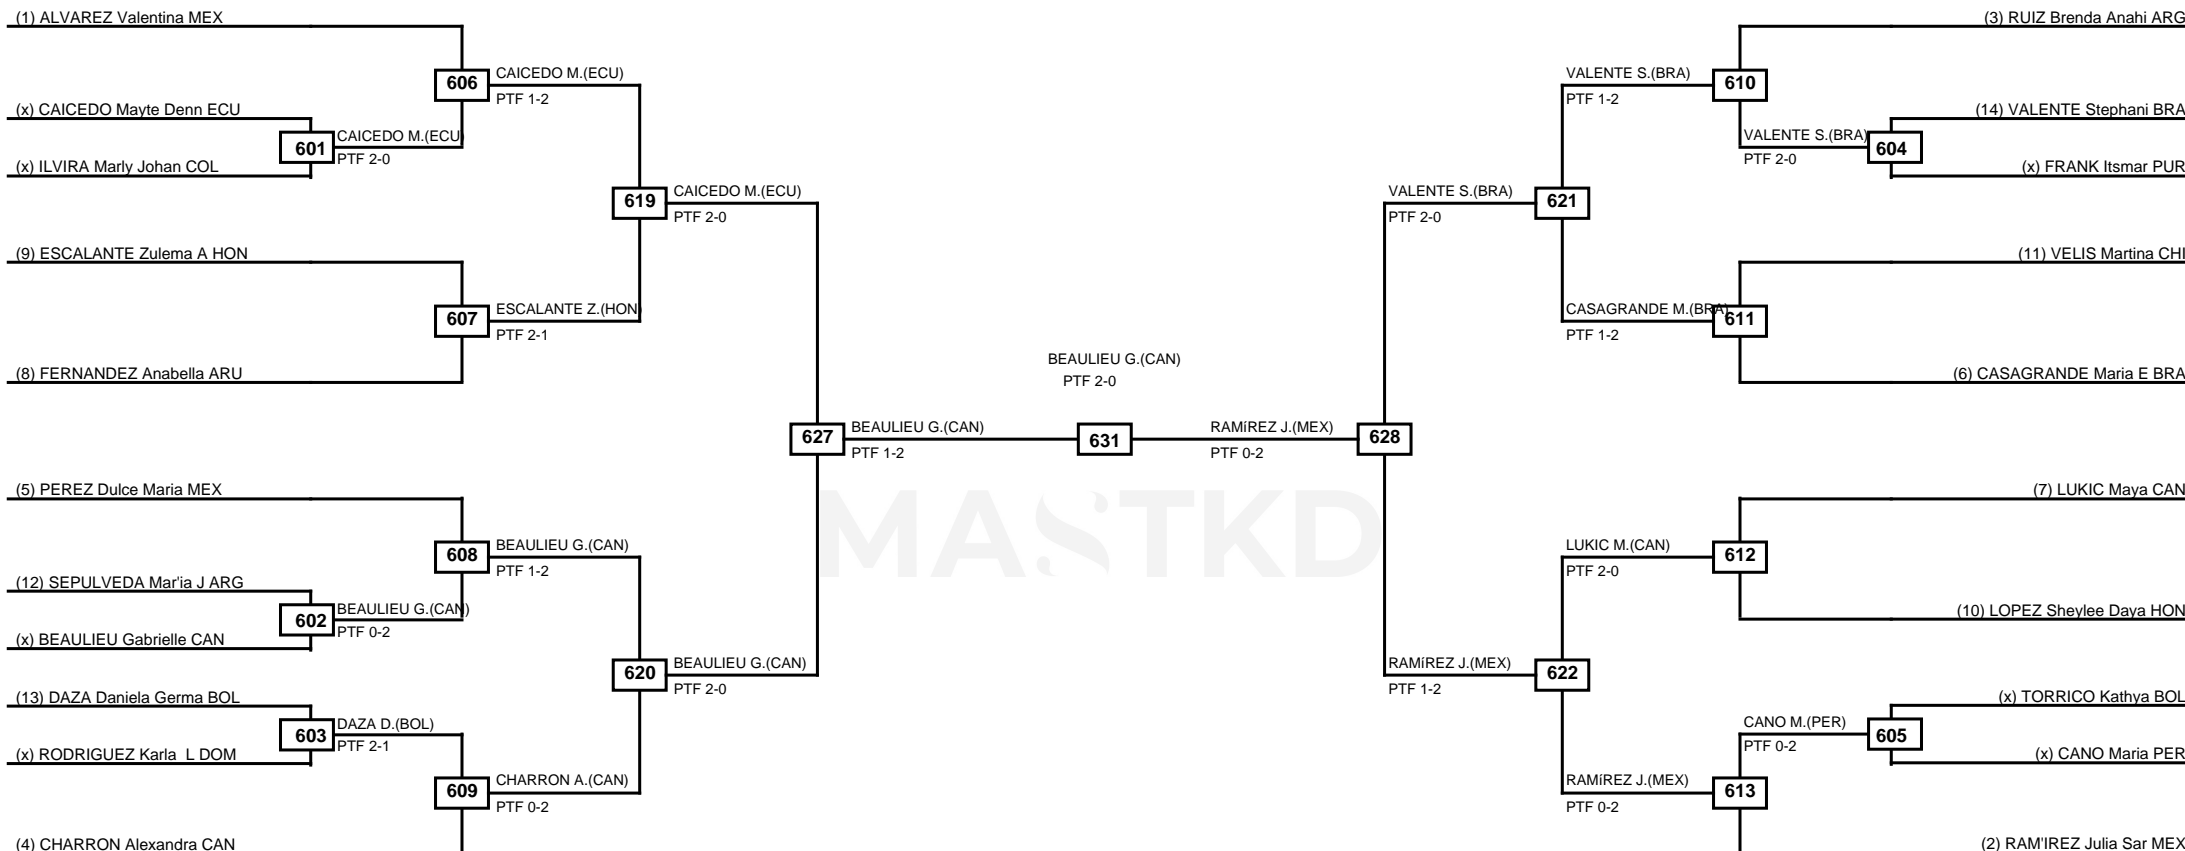 (1) ALVAREZ Valentina MEX
606
CAICEDO M.(ECU)
PTF 1-2
(x) CAICEDO Mayte Denn ECU
601
CAICEDO M.(ECU)
PTF 2-0
(x) ILVIRA Marly Johan COL
619
CAICEDO M.(ECU)
PTF 2-0
(9) ESCALANTE Zulema A HON
607
ESCALANTE Z.(HON)
PTF 2-1
(8) FERNANDEZ Anabella ARU
627
BEAULIEU G.(CAN)
PTF 1-2
(5) PEREZ Dulce Maria MEX
608
BEAULIEU G.(CAN)
PTF 1-2
(12) SEPULVEDA Mar'ia J ARG
602
BEAULIEU G.(CAN)
PTF 0-2
(x) BEAULIEU Gabrielle CAN
620
BEAULIEU G.(CAN)
PTF 2-0
(13) DAZA Daniela Germa BOL
603
DAZA D.(BOL)
PTF 2-1
(x) RODRIGUEZ Karla L DOM
609
CHARRON A.(CAN)
PTF 0-2
(4) CHARRON Alexandra CAN
BEAULIEU G.(CAN)
PTF 2-0
631
MASTKD
(3) RUIZ Brenda Anahi ARG
VALENTE S.(BRA)
PTF 1-2
610
(14) VALENTE Stephani BRA
VALENTE S.(BRA)
PTF 2-0
604
(x) FRANK Itsmar PUR
VALENTE S.(BRA)
PTF 2-0
621
(11) VELIS Martina CHI
CASAGRANDE M.(BRA)
PTF 1-2
611
(6) CASAGRANDE Maria E BRA
RAMíREZ J.(MEX)
PTF 0-2
628
(7) LUKIC Maya CAN
LUKIC M.(CAN)
PTF 2-0
612
(10) LOPEZ Sheylee Daya HON
RAMíREZ J.(MEX)
PTF 1-2
622
(x) TORRICO Kathya BOL
CANO M.(PER)
PTF 0-2
605
(x) CANO Maria PER
RAMíREZ J.(MEX)
PTF 0-2
613
(2) RAM'IREZ Julia Sar MEX